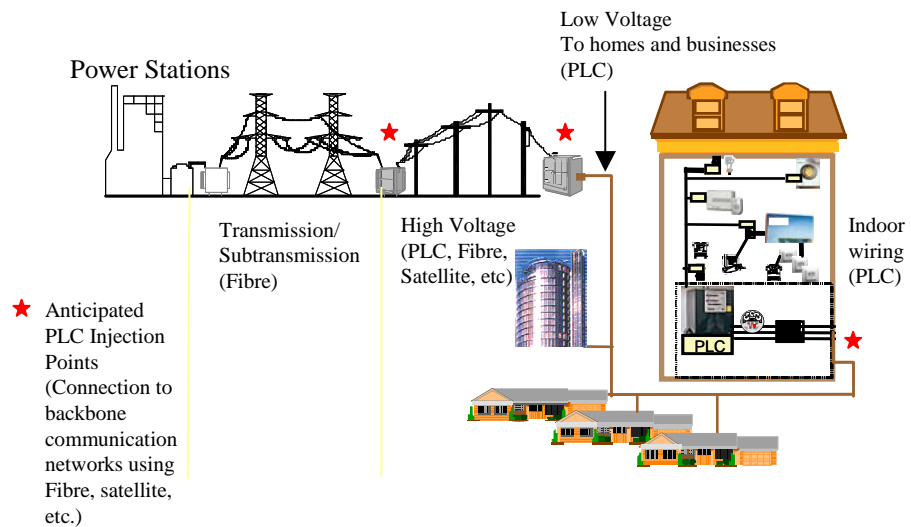 Low Voltage
To homes and businesses
(PLC)
Power Stations
Transmission/
Subtransmission
(Fibre)
High Voltage
(PLC, Fibre,
Satellite, etc)
Indoor
wiring
(PLC)
PLC
Anticipated
PLC Injection
Points
(Connection to
backbone
communication
networks using
Fibre, satellite,
etc.)